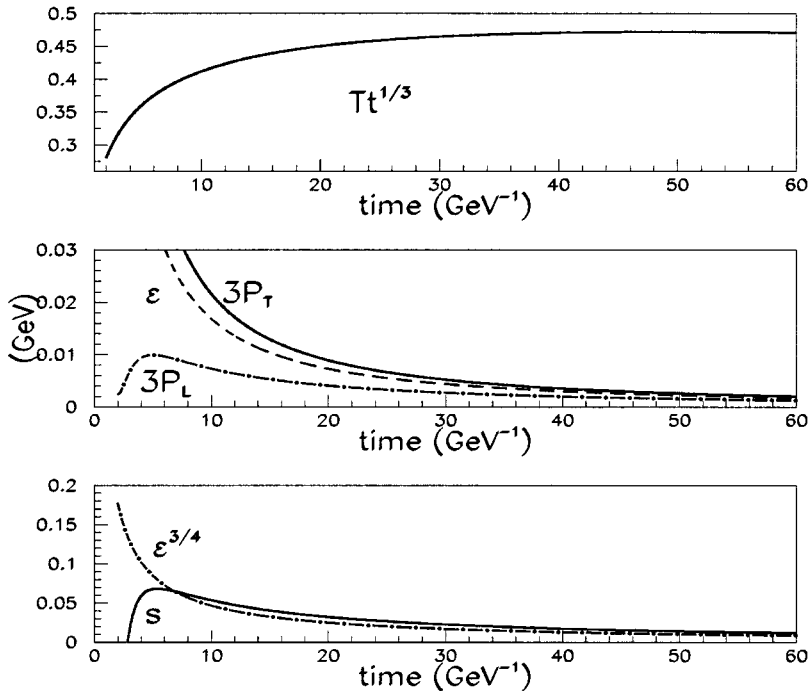 0.5
0.45
0.4
0.35
0.3
Tt^{1/3}
10 20 30 40 50 60
time (GeV⁻¹)
0.03
0.02
0.01
0
(GeV)
ε
3P_T
3P_L
0 10 20 30 40 50 60
time (GeV⁻¹)
0.2
0.15
0.1
0.05
0
ε^{3/4}
s
0 10 20 30 40 50 60
time (GeV⁻¹)